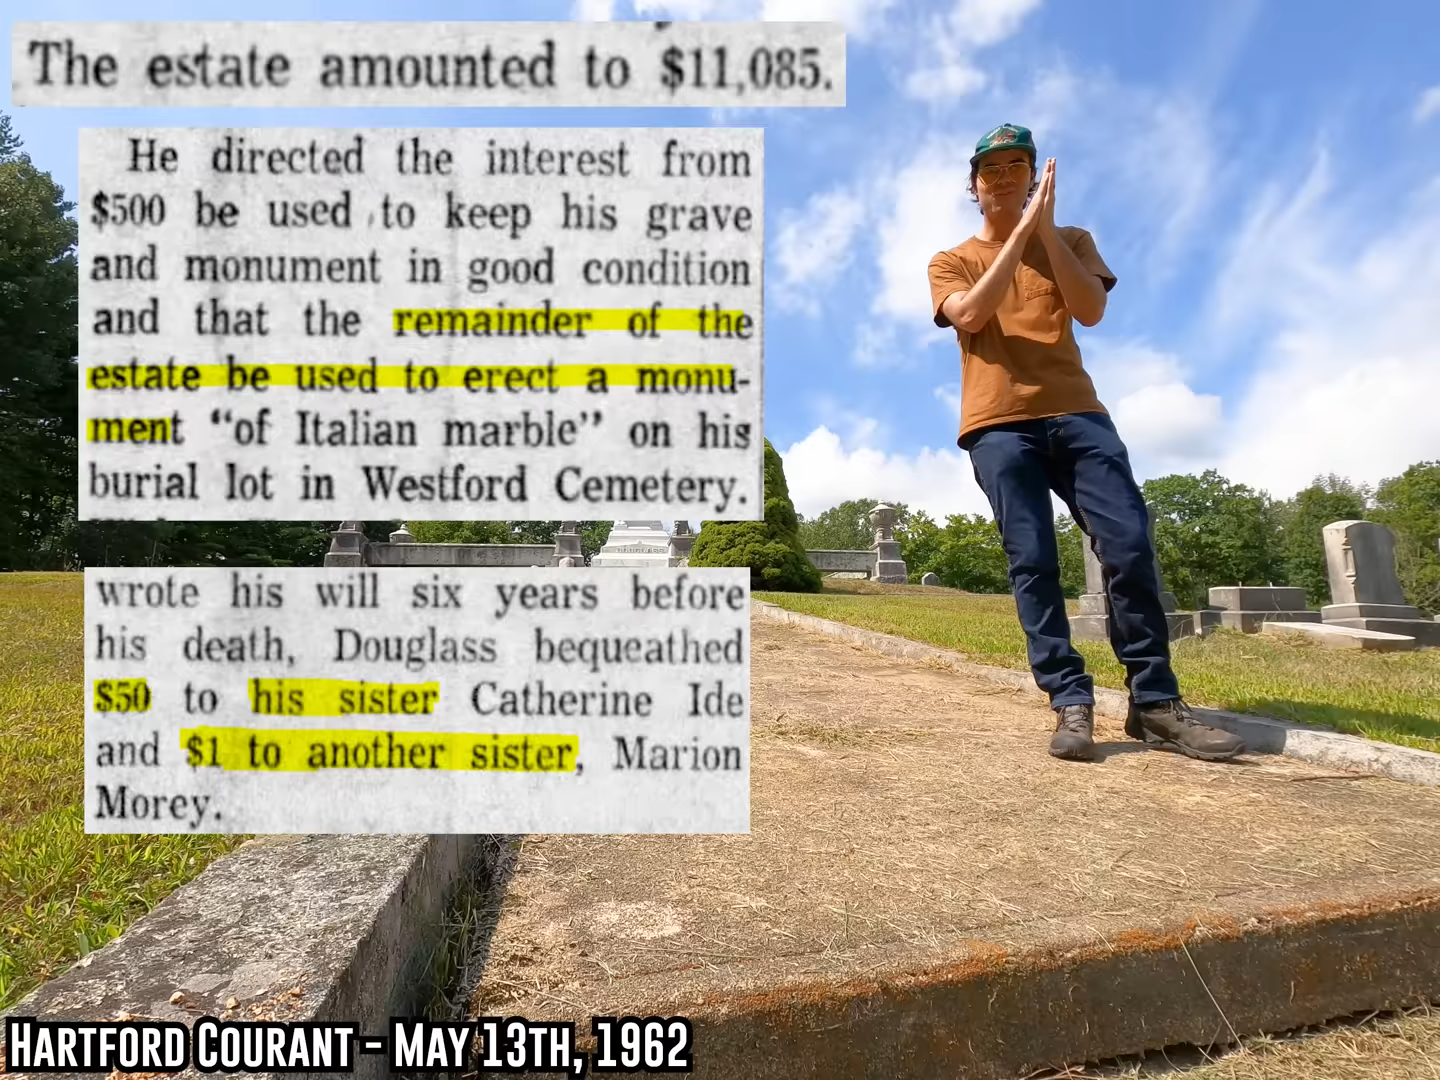 The estate amounted to $11,085.
He directed the interest from
$500 be used to keep his grave
and monument in good condition
and that the remainder of the
estate be used to erect a monu-
ment "of Italian marble" on his
burial lot in Westford Cemetery.
DOUGLASS
wrote his will six years before
his death, Douglass bequeathed
$50 to his sister Catherine Ide
and $1 to another sister, Marion
Morey.
HARTFORD COURANT - MAY 13TH, 1962